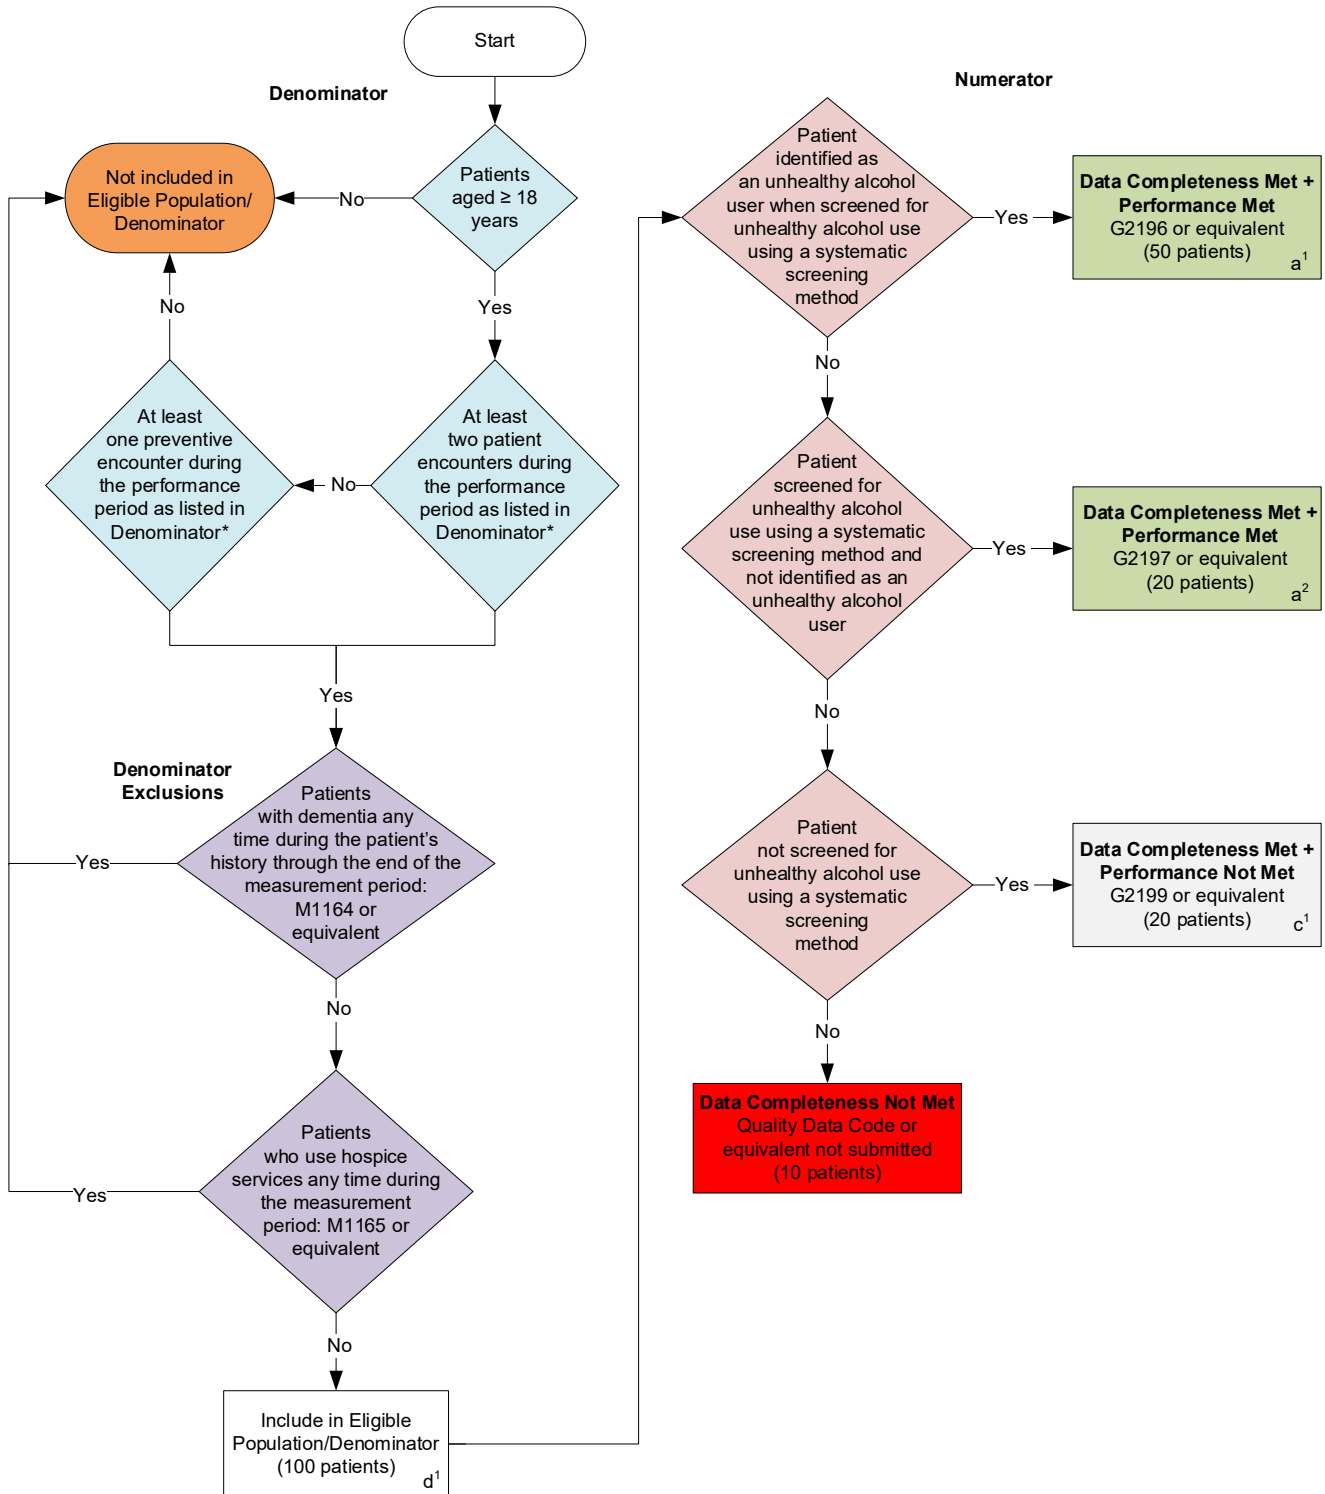 Start
Denominator
Patients
aged ≥ 18
years
No
Not included in
Eligible Population/
Denominator
Yes
No
At least
two patient
encounters during
the performance
period as listed in
Denominator*
No
At least
one preventive
encounter during
the performance
period as listed in
Denominator*
Yes
Denominator
Exclusions
Patients
with dementia any
time during the patient’s
history through the end of the
measurement period:
M1164 or
equivalent
Yes
No
Patients
who use hospice
services any time during
the measurement
period: M1165 or
equivalent
Yes
No
Include in Eligible
Population/Denominator
(100 patients)
d¹
Numerator
Patient
identified as
an unhealthy alcohol
user when screened for
unhealthy alcohol use
using a systematic
screening
method
Yes
Data Completeness Met +
Performance Met
G2196 or equivalent
(50 patients)
a¹
No
Patient
screened for
unhealthy alcohol
use using a systematic
screening method and
not identified as an
unhealthy alcohol
user
Yes
Data Completeness Met +
Performance Met
G2197 or equivalent
(20 patients)
a²
No
Patient
not screened for
unhealthy alcohol use
using a systematic
screening
method
Yes
Data Completeness Met +
Performance Not Met
G2199 or equivalent
(20 patients)
c¹
No
Data Completeness Not Met
Quality Data Code or
equivalent not submitted
(10 patients)